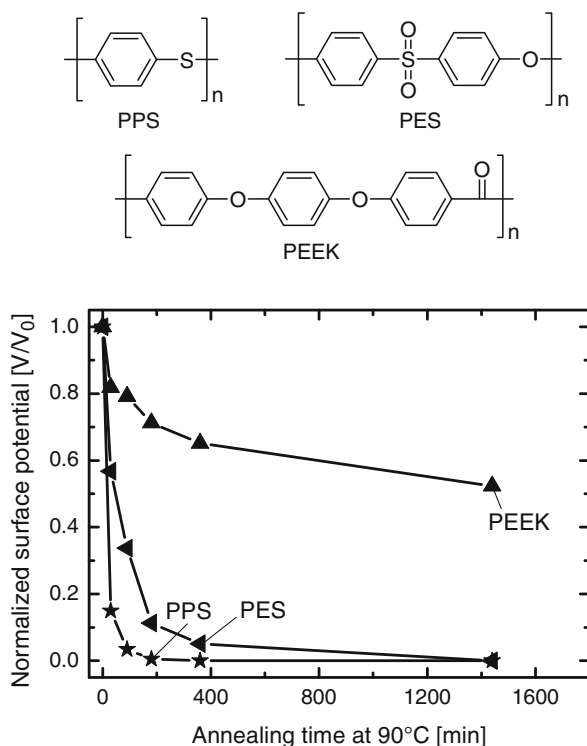 S
n
PPS
O
S
O
O
n
PES
O
O
O
n
PEEK
Normalized surface potential [V/V₀]
1.0
0.8
0.6
0.4
0.2
0.0
PEEK
PPS
PES
0 400 800 1200 1600
Annealing time at 90°C [min]